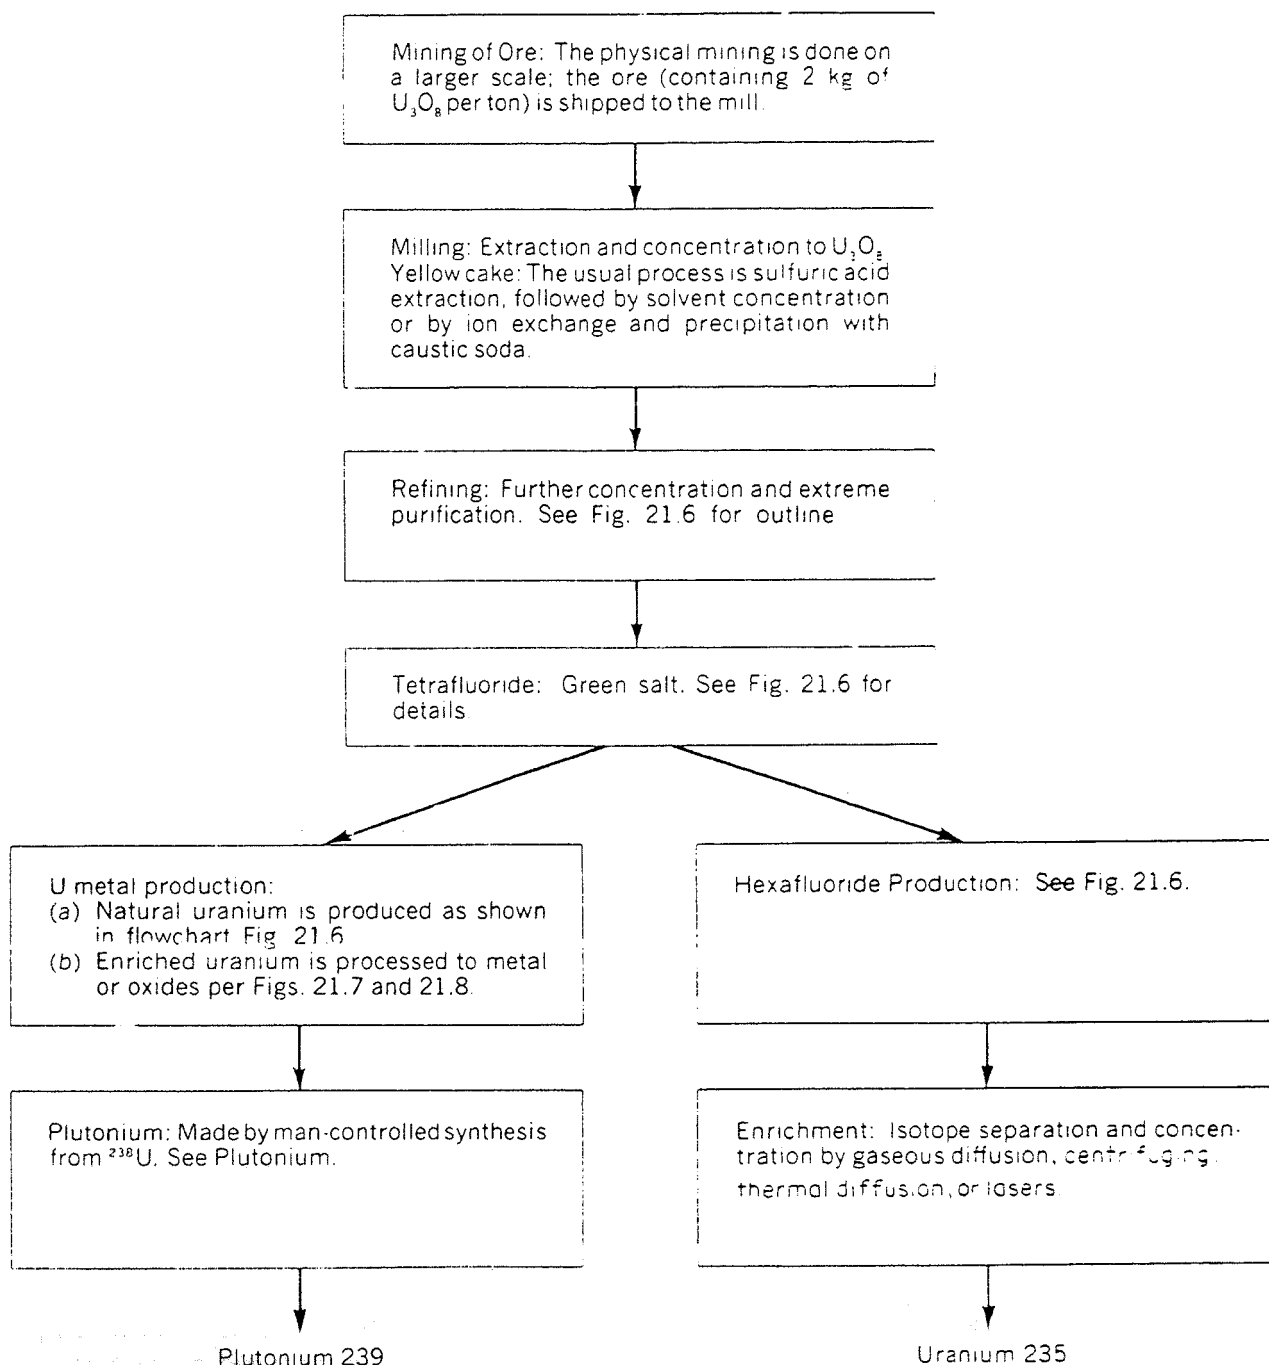 Mining of Ore: The physical mining is done on
a larger scale; the ore (containing 2 kg of
U₃O₈ per ton) is shipped to the mill.
Milling: Extraction and concentration to U₃O₈
Yellow cake: The usual process is sulfuric acid
extraction, followed by solvent concentration
or by ion exchange and precipitation with
caustic soda.
Refining: Further concentration and extreme
purification. See Fig. 21.6 for outline
Tetrafluoride: Green salt. See Fig. 21.6 for
details.
U metal production:
(a) Natural uranium is produced as shown
in flowchart Fig 21.6
(b) Enriched uranium is processed to metal
or oxides per Figs. 21.7 and 21.8.
Hexafluoride Production: See Fig. 21.6.
Plutonium: Made by man-controlled synthesis
from ²³⁸U. See Plutonium.
Enrichment: Isotope separation and concen-
tration by gaseous diffusion, centrifuging,
thermal diffusion, or lasers.
Plutonium 239
Uranium 235